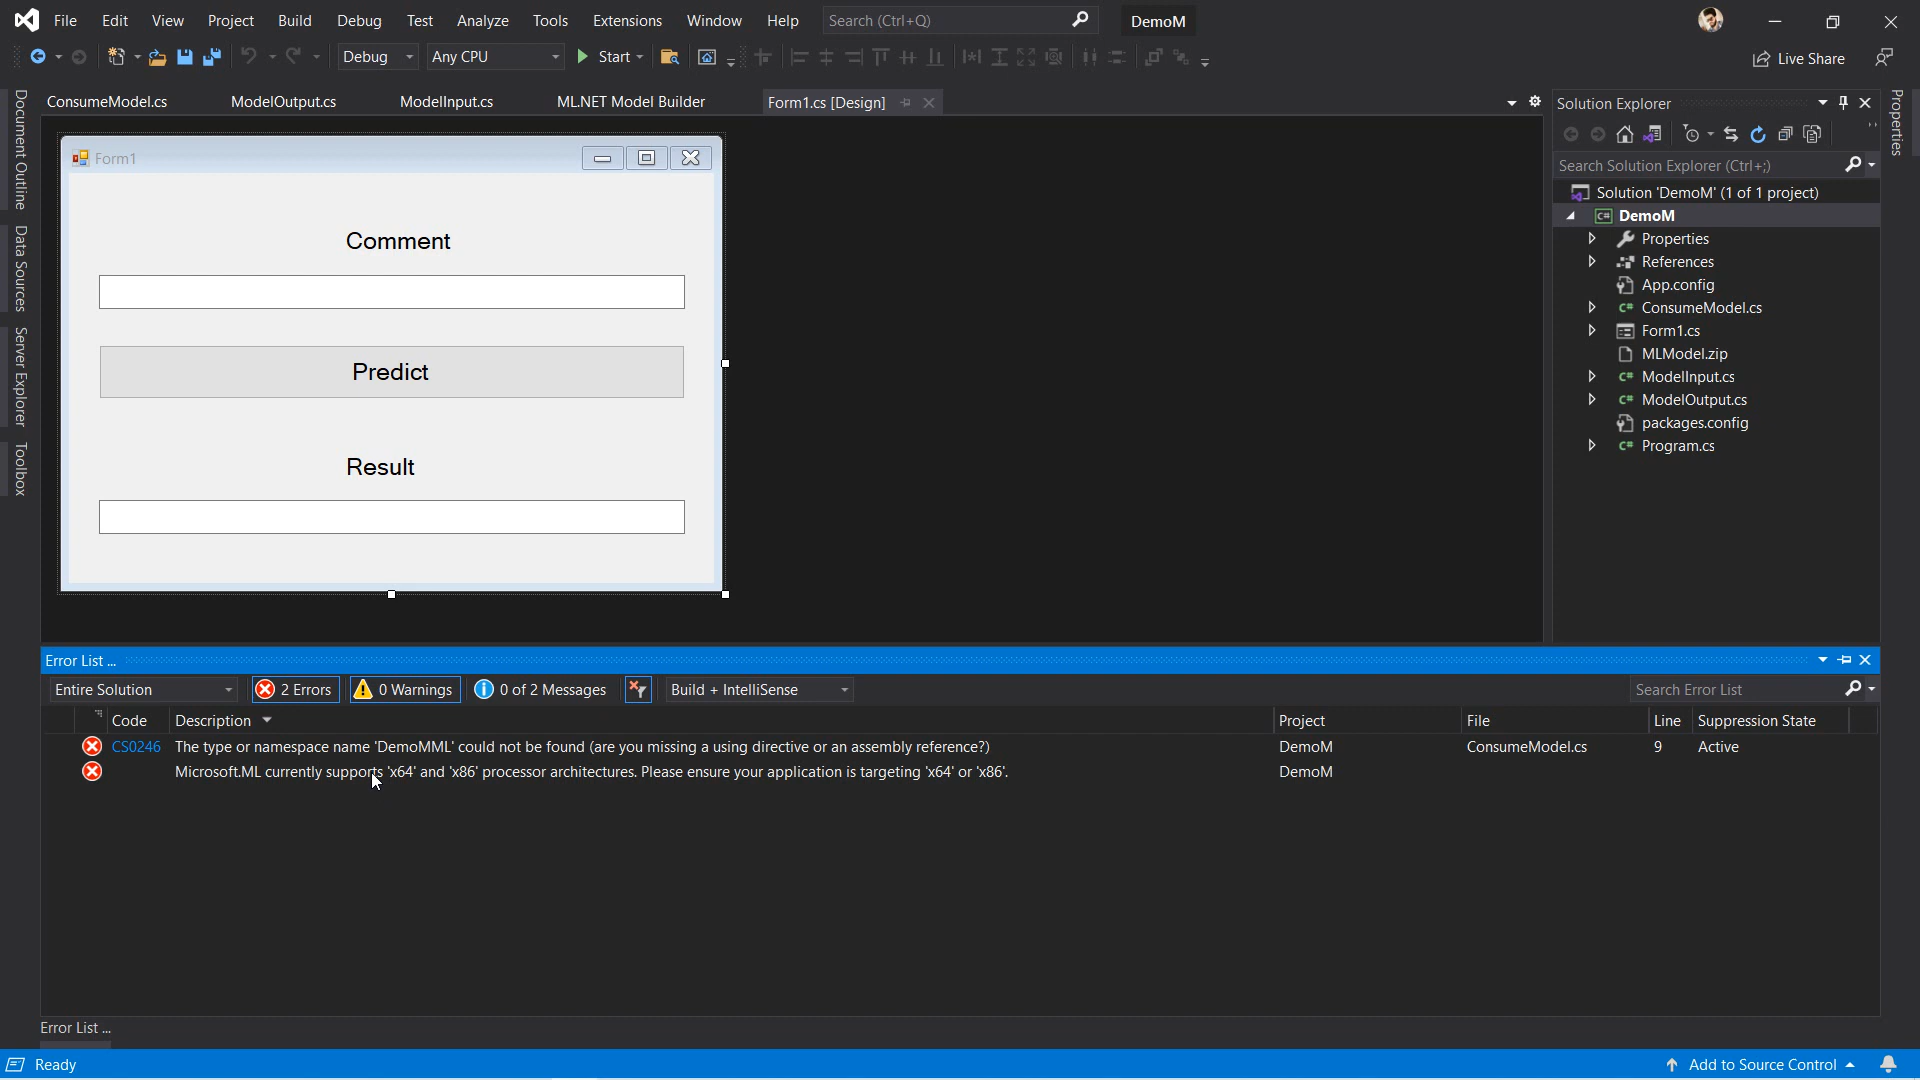 File Edit View Project Build Debug Test Analyze Tools Extensions Window Help Search (Ctrl+Q) DemoM
Debug Any CPU Start Live Share
ConsumeModel.cs ModelOutput.cs ModelInput.cs ML.NET Model Builder Form1.cs [Design]
Document Outline
Data Sources
Server Explorer
Toolbox
Form1
Comment
Predict
Result
Solution Explorer
Search Solution Explorer (Ctrl+;)
Solution 'DemoM' (1 of 1 project)
DemoM
Properties
References
App.config
ConsumeModel.cs
Form1.cs
MLModel.zip
ModelInput.cs
ModelOutput.cs
packages.config
Program.cs
Properties
Error List ...
Entire Solution 2 Errors 0 Warnings 0 of 2 Messages Build + IntelliSense Search Error List
Code Description Project File Line Suppression State
CS0246 The type or namespace name 'DemoMML' could not be found (are you missing a using directive or an assembly reference?) DemoM ConsumeModel.cs 9 Active
Microsoft.ML currently supports 'x64' and 'x86' processor architectures. Please ensure your application is targeting 'x64' or 'x86'. DemoM
Error List ...
Ready Add to Source Control